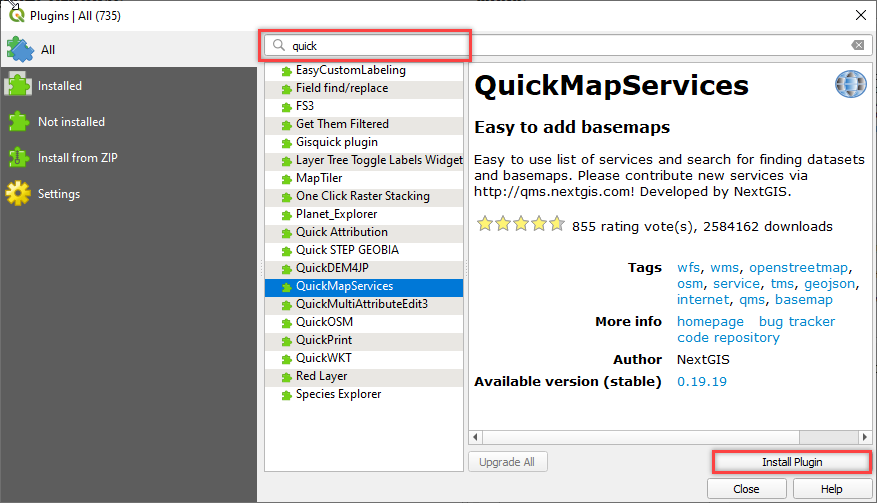 Plugins | All (735)
All
Installed
Not installed
Install from ZIP
Settings
quick
EasyCustomLabeling
Field find/replace
FS3
Get Them Filtered
Gisquick plugin
Layer Tree Toggle Labels Widget
MapTiler
One Click Raster Stacking
Planet_Explorer
Quick Attribution
Quick STEP GEOBIA
QuickDEM4JP
QuickMapServices
QuickMultiAttributeEdit3
QuickOSM
QuickPrint
QuickWKT
Red Layer
Species Explorer
QuickMapServices
Easy to add basemaps
Easy to use list of services and search for finding datasets
and basemaps. Please contribute new services via
http://qms.nextgis.com! Developed by NextGIS.
855 rating vote(s), 2584162 downloads
Tags wfs, wms, openstreetmap,
osm, service, tms, geojson,
internet, qms, basemap
More info homepage bug tracker
code repository
Author NextGIS
Available version (stable) 0.19.19
Upgrade All
Install Plugin
Close
Help